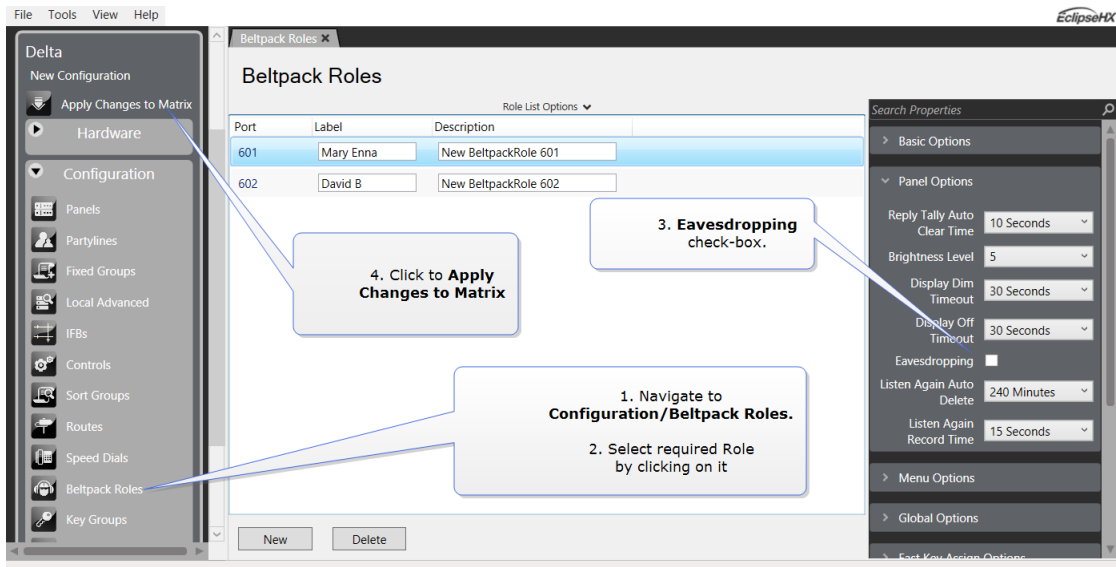 File Tools View Help
EclipseHX
Delta
New Configuration
Apply Changes to Matrix
Hardware
Configuration
Panels
Partylines
Fixed Groups
Local Advanced
IFBs
Controls
Sort Groups
Routes
Speed Dials
Beltpack Roles
Key Groups
Beltpack Roles ×
Beltpack Roles
Role List Options
Port Label Description
601 Mary Enna New BeltpackRole 601
602 David B New BeltpackRole 602
3. Eavesdropping
check-box.
4. Click to Apply
Changes to Matrix
1. Navigate to
Configuration/Beltpack Roles.
2. Select required Role
by clicking on it
New Delete
Search Properties
Basic Options
Panel Options
Reply Tally Auto
Clear Time 10 Seconds
Brightness Level 5
Display Dim
Timeout 30 Seconds
Display Off
Timeout 30 Seconds
Eavesdropping
Listen Again Auto
Delete 240 Minutes
Listen Again
Record Time 15 Seconds
Menu Options
Global Options
Fast Key Assign Options